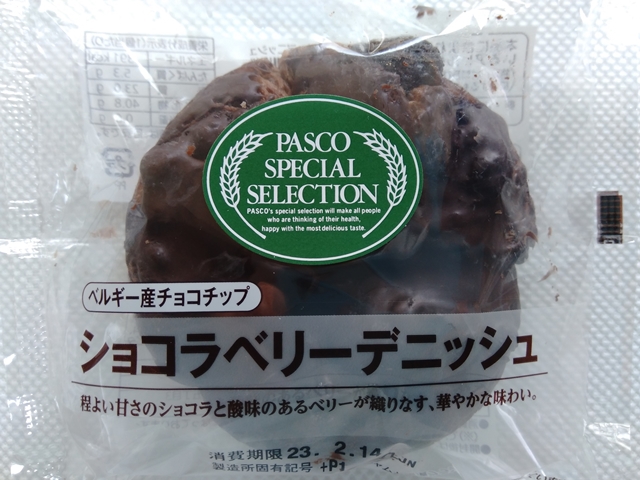 PASCO
SPECIAL
SELECTION
PASCO's special selection will make all people
who are thinking of their health,
happy with the most delicious taste.
ベルギー産チョコチップ
ショコラベリーデニッシュ
程よい甘さのショコラと酸味のあるベリーが織りなす、華やかな味わい。
消費期限 23. 2.14
製造所固有記号 +P1